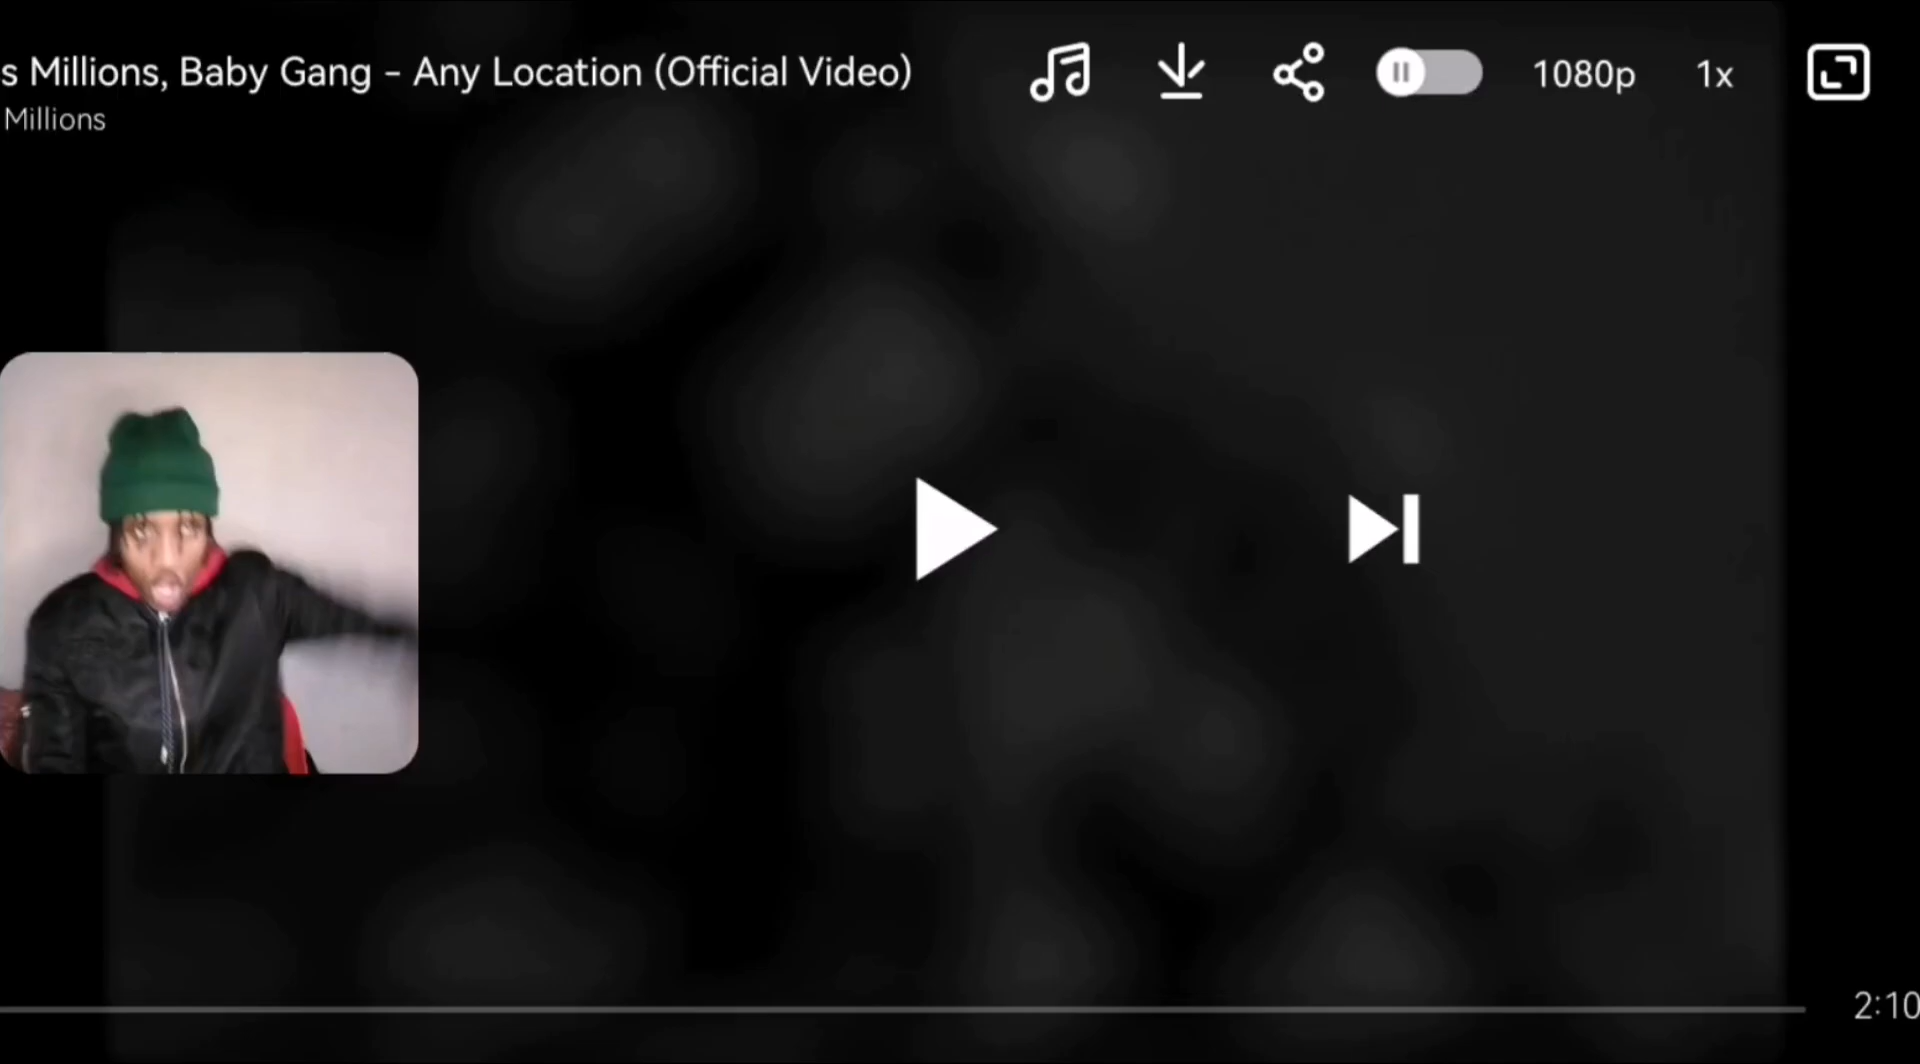 s Millions, Baby Gang – Any Location (Official Video)
Millions
1080p
1x
2:10